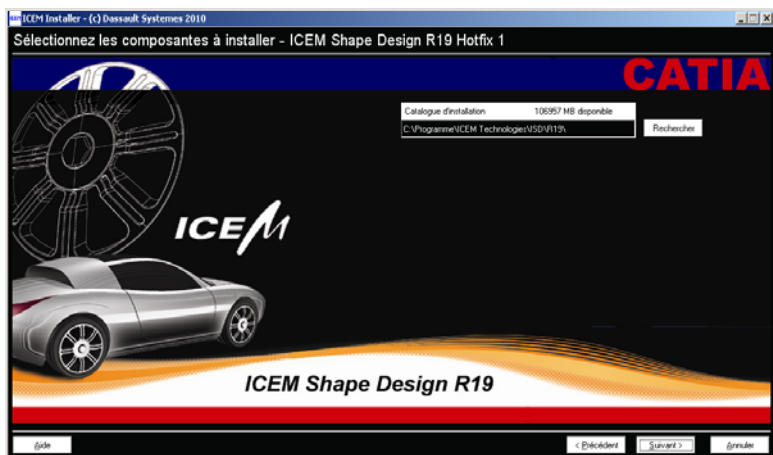 ICEM Installer - (c) Dassault Systemes 2010
Sélectionnez les composantes à installer - ICEM Shape Design R19 Hotfix 1
CATIA
Catalogue d'installation 106957 MB disponible
C:\Programme\ICEM Technologies\ISD\R19\
Rechercher
ICEM
ICEM Shape Design R19
Aide
< Précédent
Suivant >
Annuler